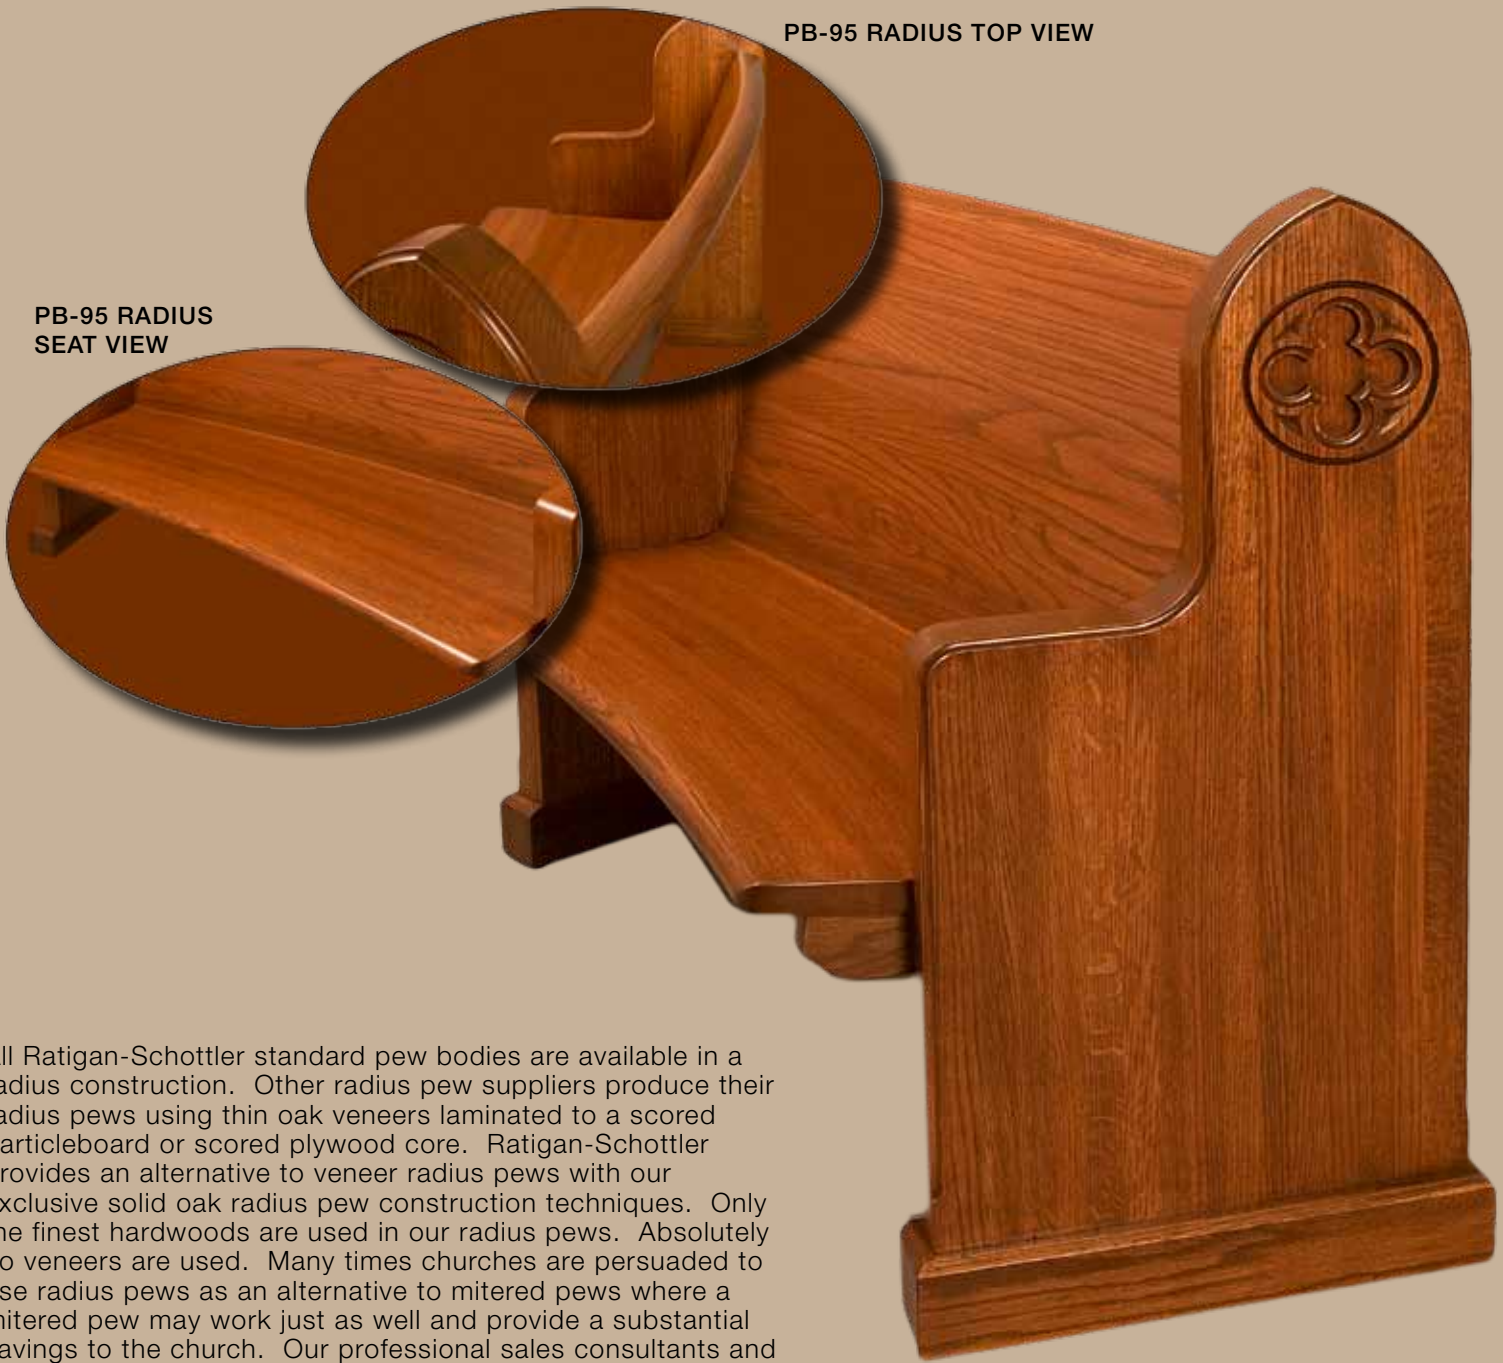 PB-95 RADIUS TOP VIEW
PB-95 RADIUS
SEAT VIEW
ll Ratigan-Schottler standard pew bodies are available in a
adius construction.  Other radius pew suppliers produce their
adius pews using thin oak veneers laminated to a scored
articleboard or scored plywood core.  Ratigan-Schottler
rovides an alternative to veneer radius pews with our
xclusive solid oak radius pew construction techniques.  Only
he finest hardwoods are used in our radius pews.  Absolutely
o veneers are used.  Many times churches are persuaded to
se radius pews as an alternative to mitered pews where a
itered pew may work just as well and provide a substantial
avings to the church.  Our professional sales consultants and